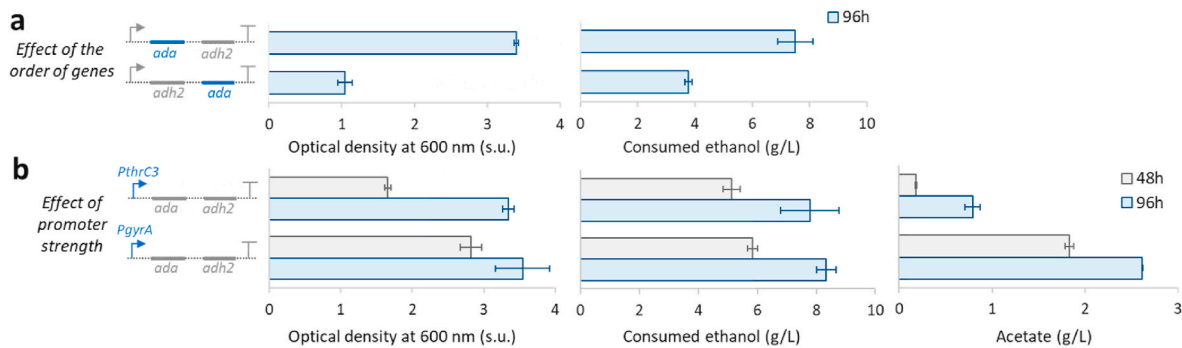 a
Effect of the
order of genes
ada adh2
adh2 ada
96h
0 1 2 3 4
Optical density at 600 nm (s.u.)
0 2 4 6 8 10
Consumed ethanol (g/L)
b
Effect of
promoter
strength
PthrC3
ada adh2
PgyrA
ada adh2
48h
96h
0 1 2 3 4
Optical density at 600 nm (s.u.)
0 2 4 6 8 10
Consumed ethanol (g/L)
0 1 2 3
Acetate (g/L)